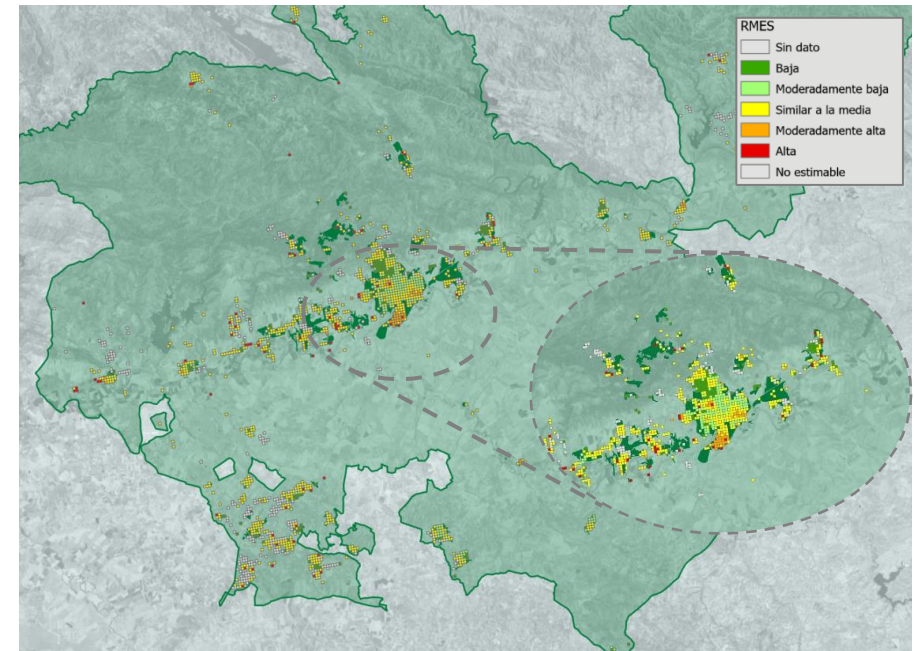 RMES
Sin dato
Baja
Moderadamente baja
Similar a la media
Moderadamente alta
Alta
No estimable